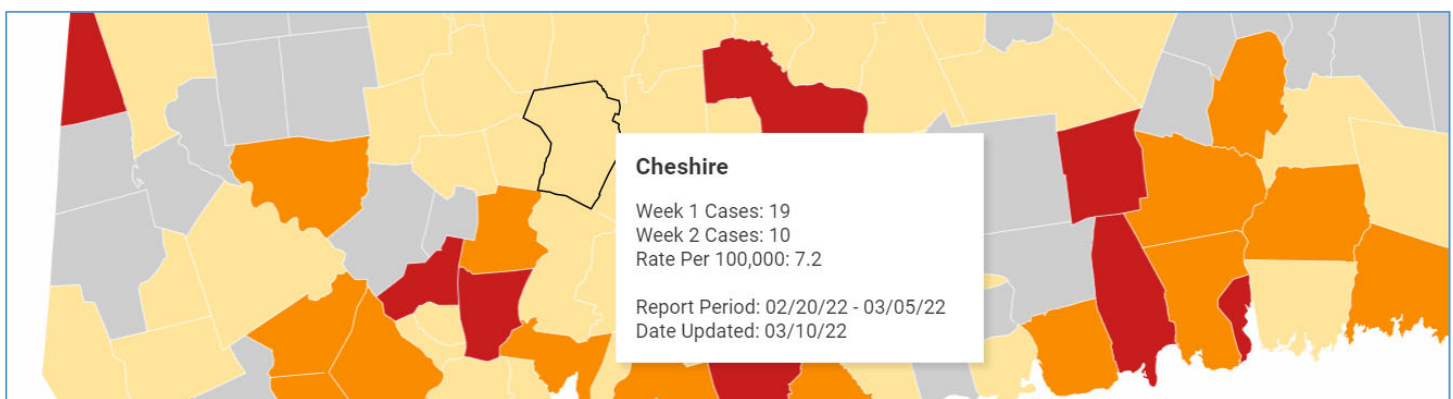 Cheshire
Week 1 Cases: 19
Week 2 Cases: 10
Rate Per 100,000: 7.2
Report Period: 02/20/22 - 03/05/22
Date Updated: 03/10/22